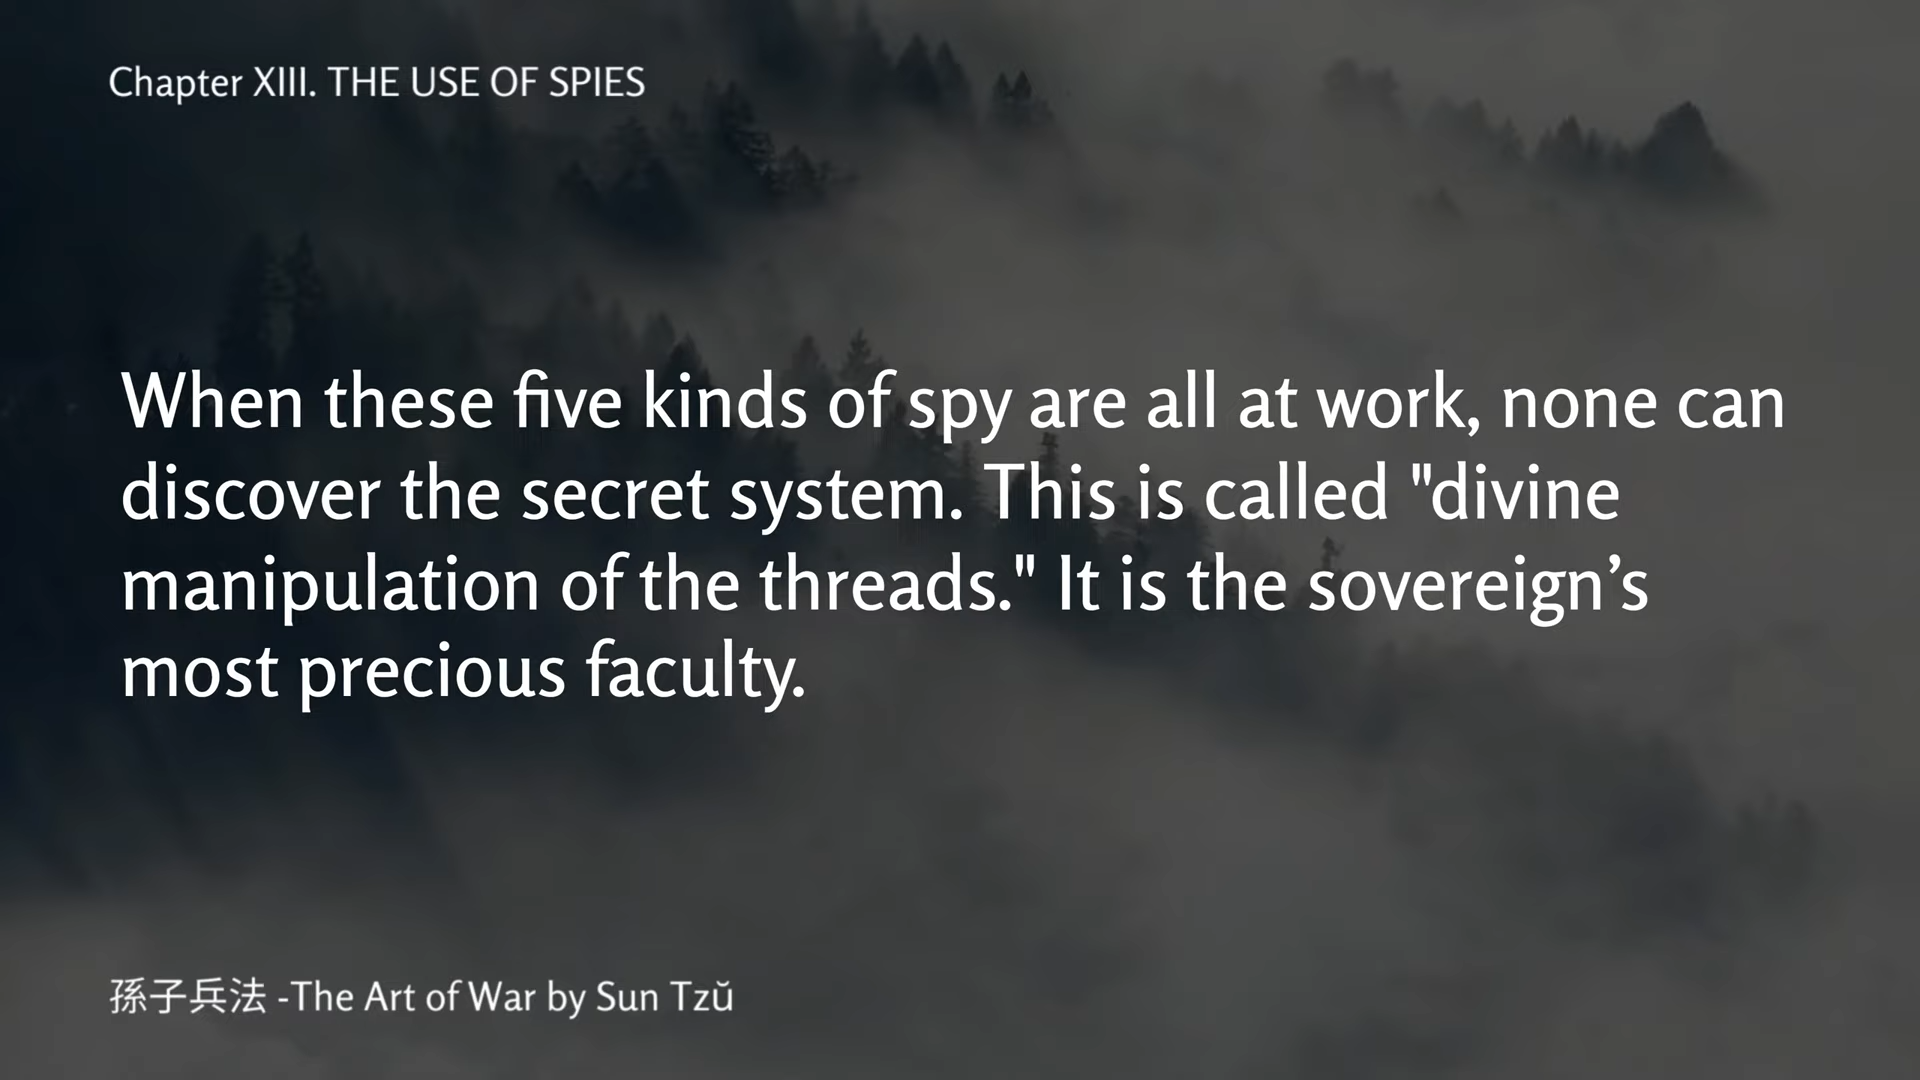 Chapter XIII. THE USE OF SPIES
When these five kinds of spy are all at work, none can
discover the secret system. This is called "divine
manipulation of the threads." It is the sovereign’s
most precious faculty.
孫子兵法 -The Art of War by Sun Tzŭ